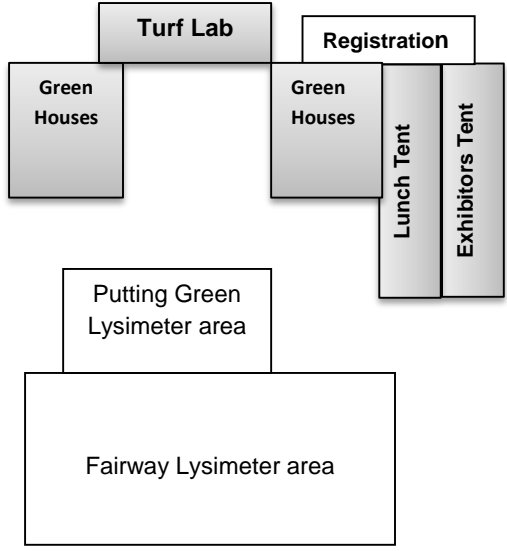 Turf Lab
Registration
Green
Houses
Green
Houses
Lunch Tent
Exhibitors Tent
Putting Green
Lysimeter area
Fairway Lysimeter area